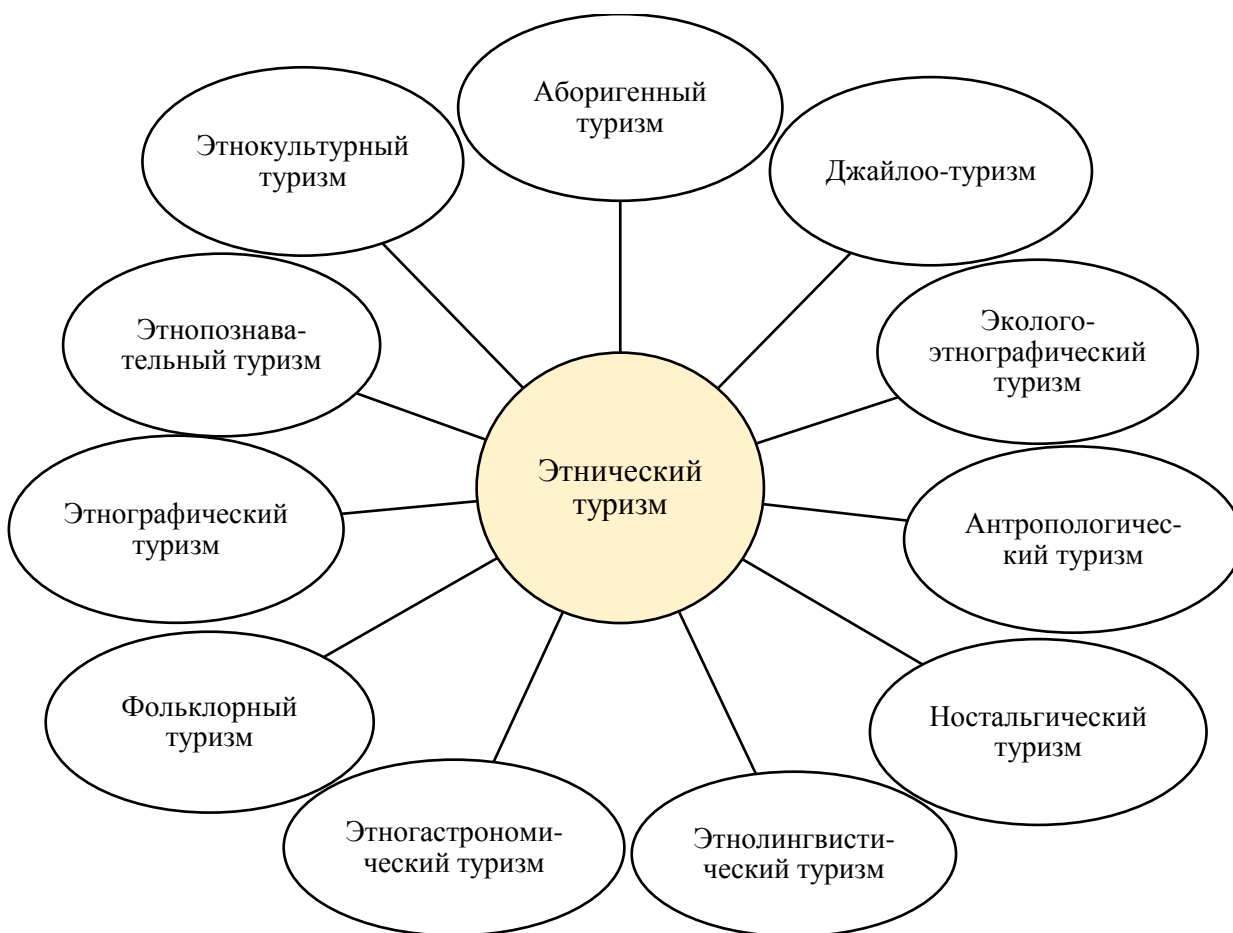 Аборигенный
туризм
Этнокультурный
туризм
Джайлоо-туризм
Этнопознава-
тельный туризм
Эколого-
этнографический
туризм
Этнический
туризм
Этнографический
туризм
Антропологичес-
кий туризм
Фольклорный
туризм
Ностальгический
туризм
Этногастрономи-
ческий туризм
Этнолингвисти-
ческий туризм